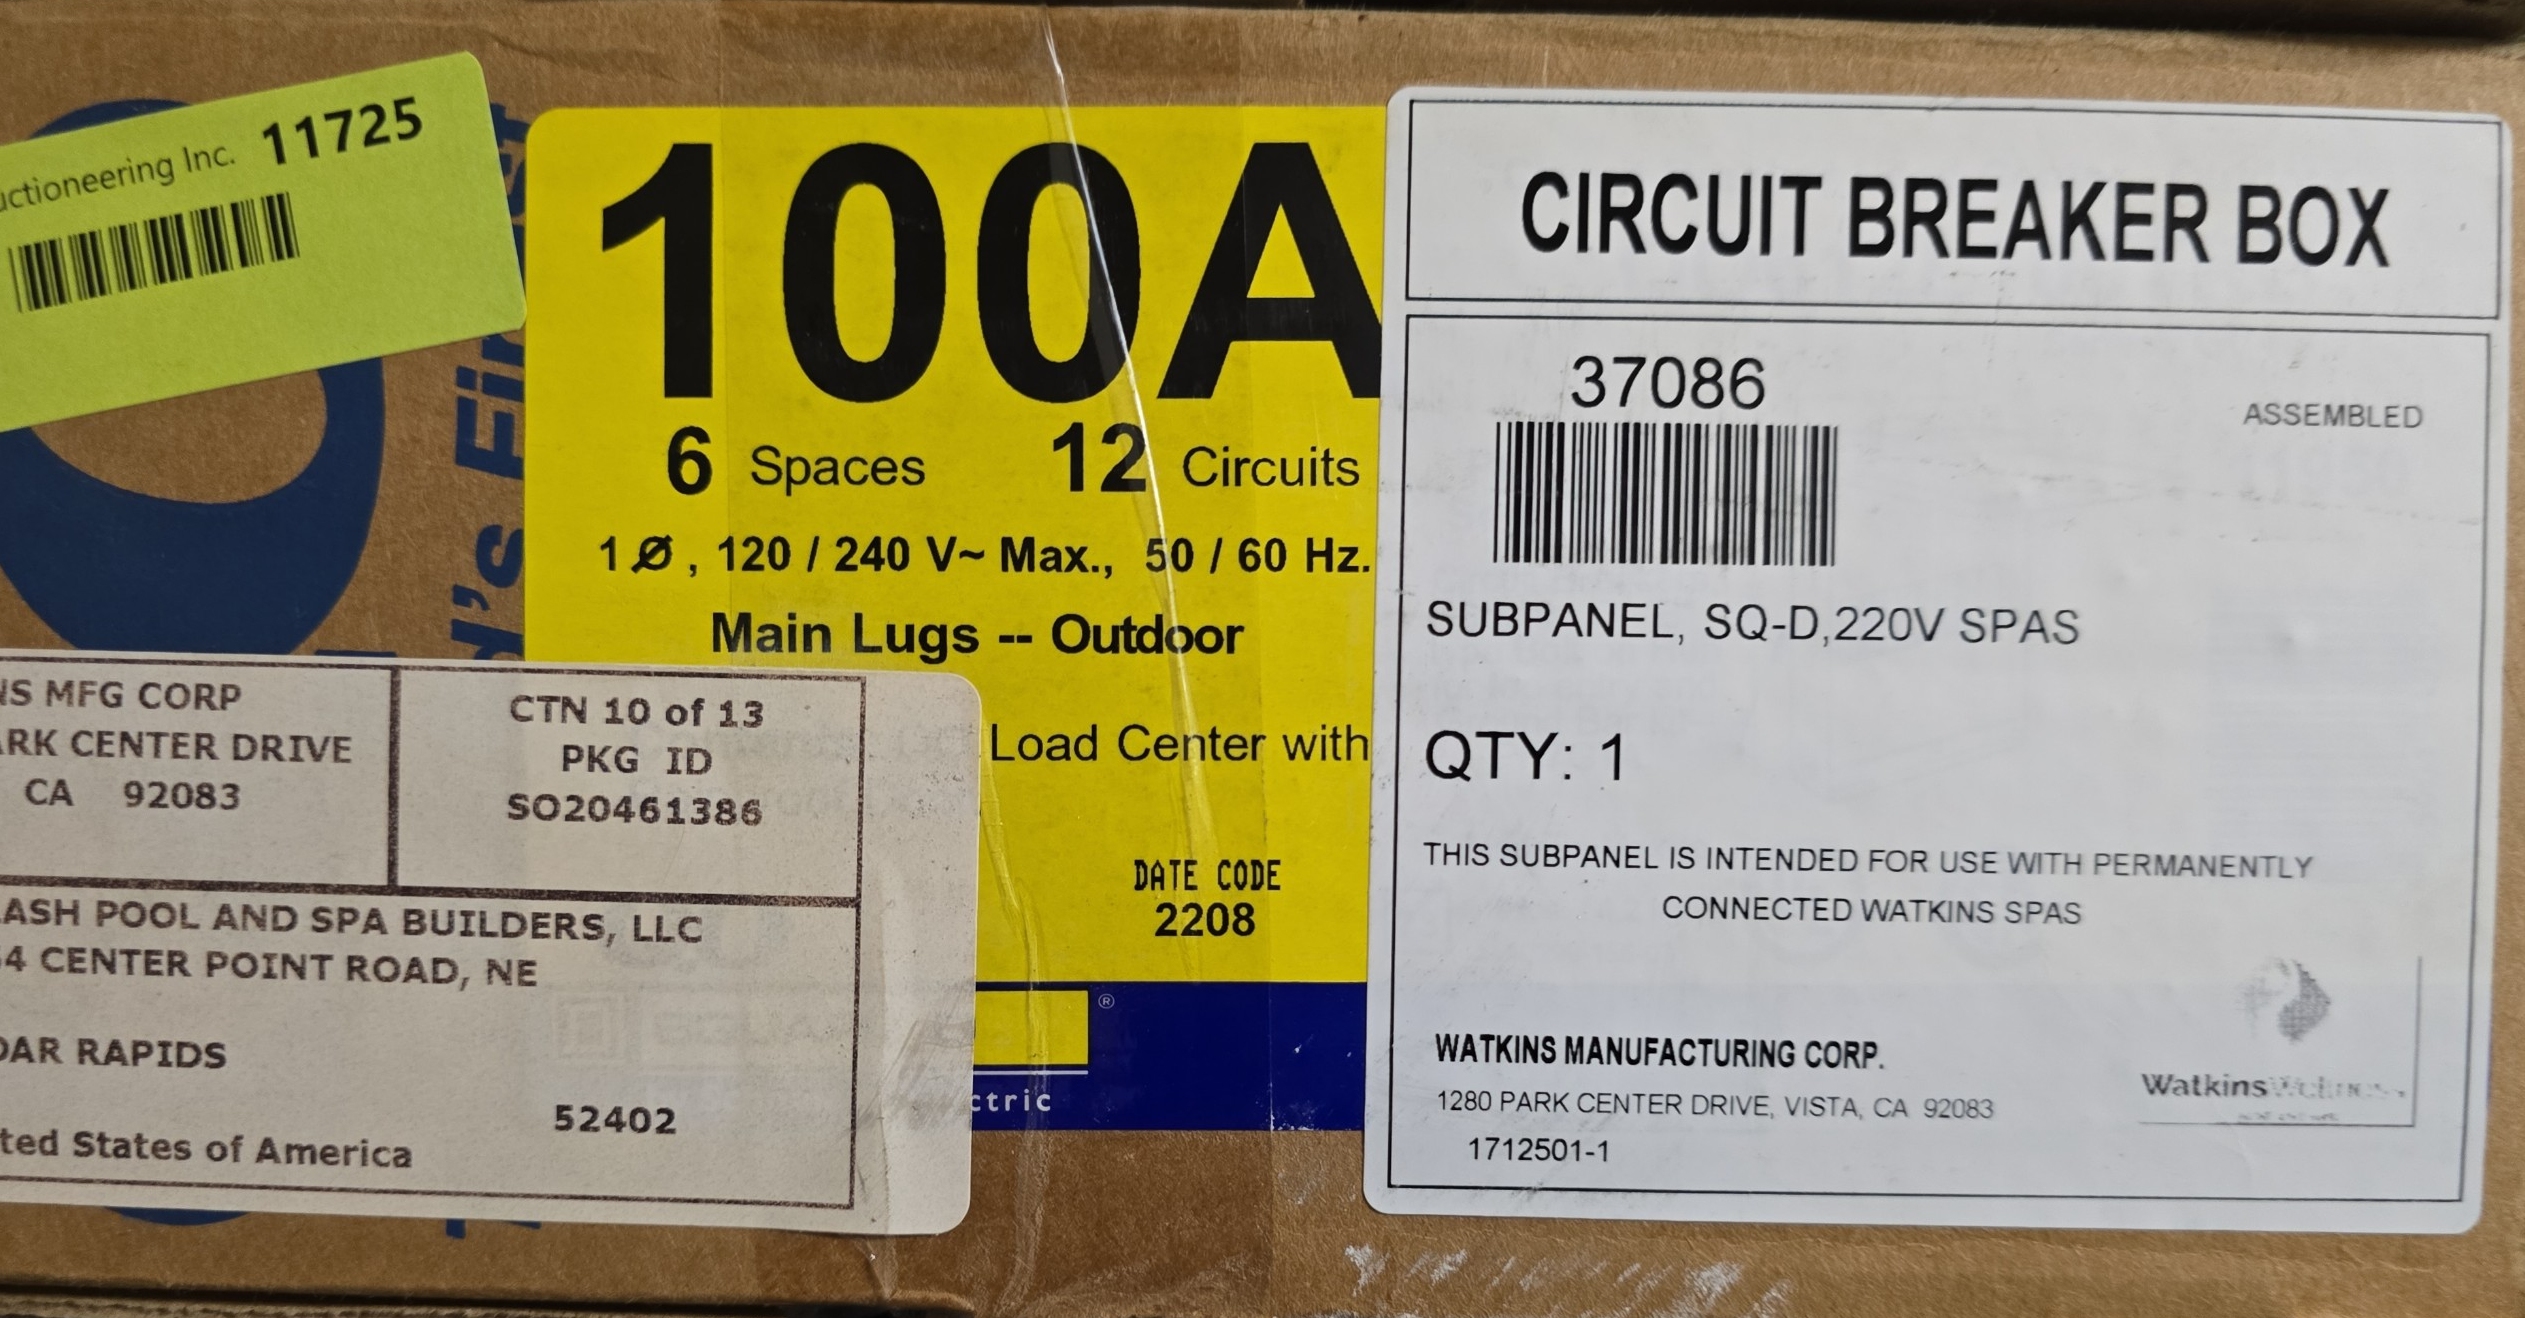 uctioneering Inc. 11725
100A
6 Spaces 12 Circuits
1Ø, 120 / 240 V~ Max., 50 / 60 Hz.
Main Lugs -- Outdoor
Load Center with
DATE CODE
2208
®
ctric
's Fir
NS MFG CORP
ARK CENTER DRIVE
CA 92083
CTN 10 of 13
PKG ID
SO20461386
LASH POOL AND SPA BUILDERS, LLC
4 CENTER POINT ROAD, NE
DAR RAPIDS
52402
ted States of America
CIRCUIT BREAKER BOX
37086
ASSEMBLED
SUBPANEL, SQ-D,220V SPAS
QTY: 1
THIS SUBPANEL IS INTENDED FOR USE WITH PERMANENTLY
CONNECTED WATKINS SPAS
WATKINS MANUFACTURING CORP.
1280 PARK CENTER DRIVE, VISTA, CA 92083
1712501-1
Watkins